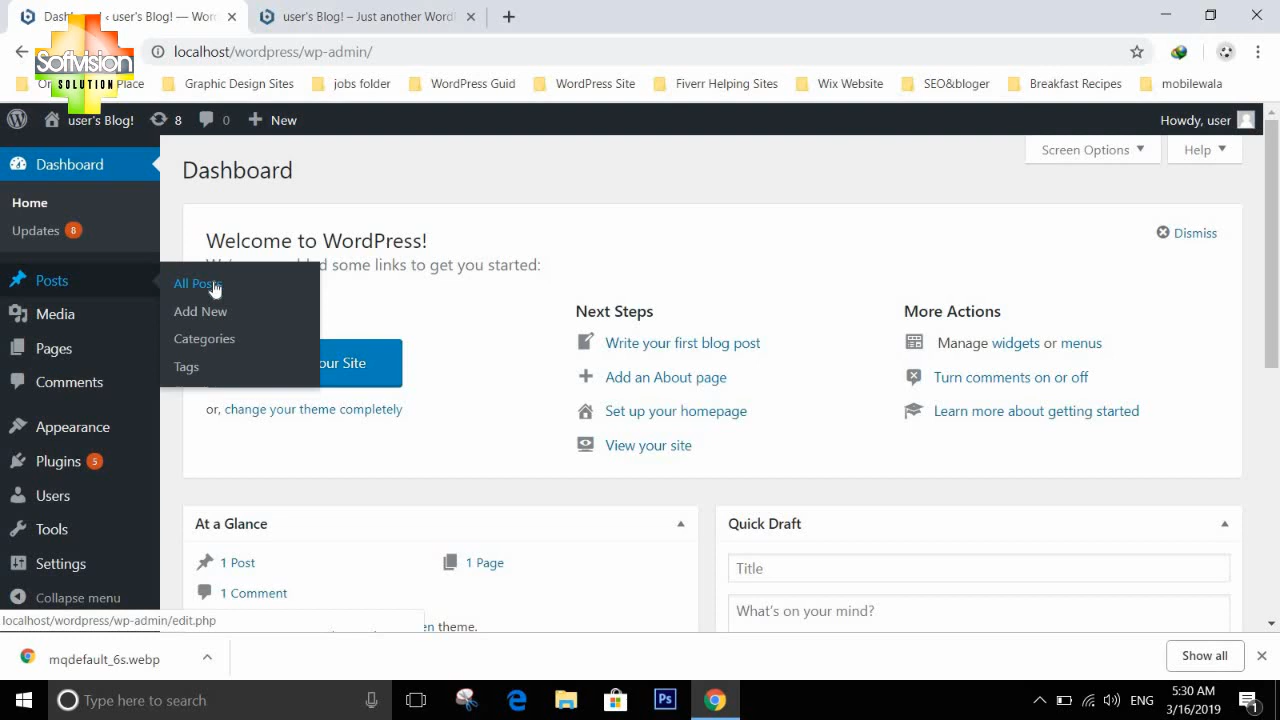 Dashboard ‹ user's Blog! — Word
user's Blog! – Just another Word
localhost/wordpress/wp-admin/
Softvision
SOLUTION
Place
Graphic Design Sites
jobs folder
WordPress Guid
WordPress Site
Fiverr Helping Sites
Wix Website
SEO&bloger
Breakfast Recipes
mobilewala
user's Blog!
8
0
New
Howdy, user
Dashboard
Home
Updates 8
Posts
Media
Pages
Comments
Appearance
Plugins 5
Users
Tools
Settings
Collapse menu
All Posts
Add New
Categories
Tags
Dashboard
Screen Options
Help
Welcome to WordPress!
some links to get you started:
Dismiss
our Site
or, change your theme completely
Next Steps
Write your first blog post
Add an About page
Set up your homepage
View your site
More Actions
Manage widgets or menus
Turn comments on or off
Learn more about getting started
At a Glance
1 Post
1 Page
1 Comment
en theme.
Quick Draft
Title
What's on your mind?
localhost/wordpress/wp-admin/edit.php
mqdefault_6s.webp
Show all
Type here to search
Ps
ENG
5:30 AM
3/16/2019
1